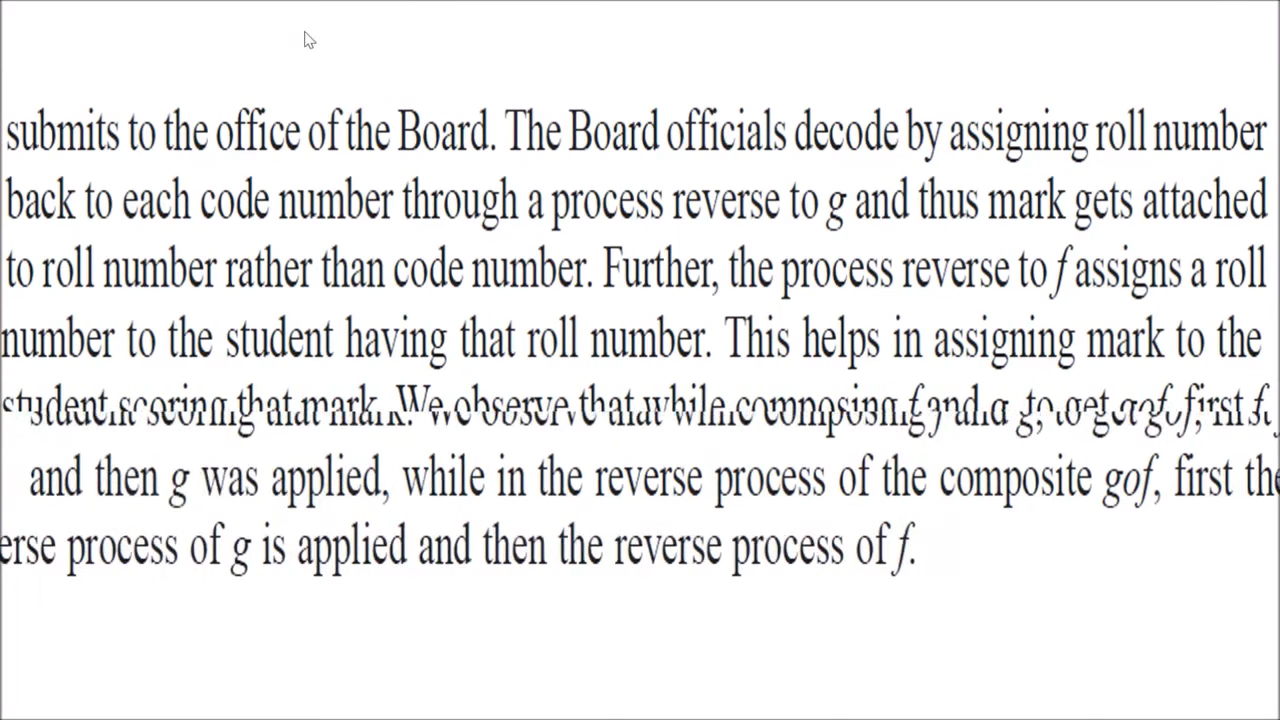 submits to the office of the Board. The Board officials decode by assigning roll number
back to each code number through a process reverse to g and thus mark gets attached
to roll number rather than code number. Further, the process reverse to f assigns a roll
number to the student having that roll number. This helps in assigning mark to the
student scoring that mark. We observe that while composing f and g, to get gof, first f
and then g was applied, while in the reverse process of the composite gof, first the
erse process of g is applied and then the reverse process of f.